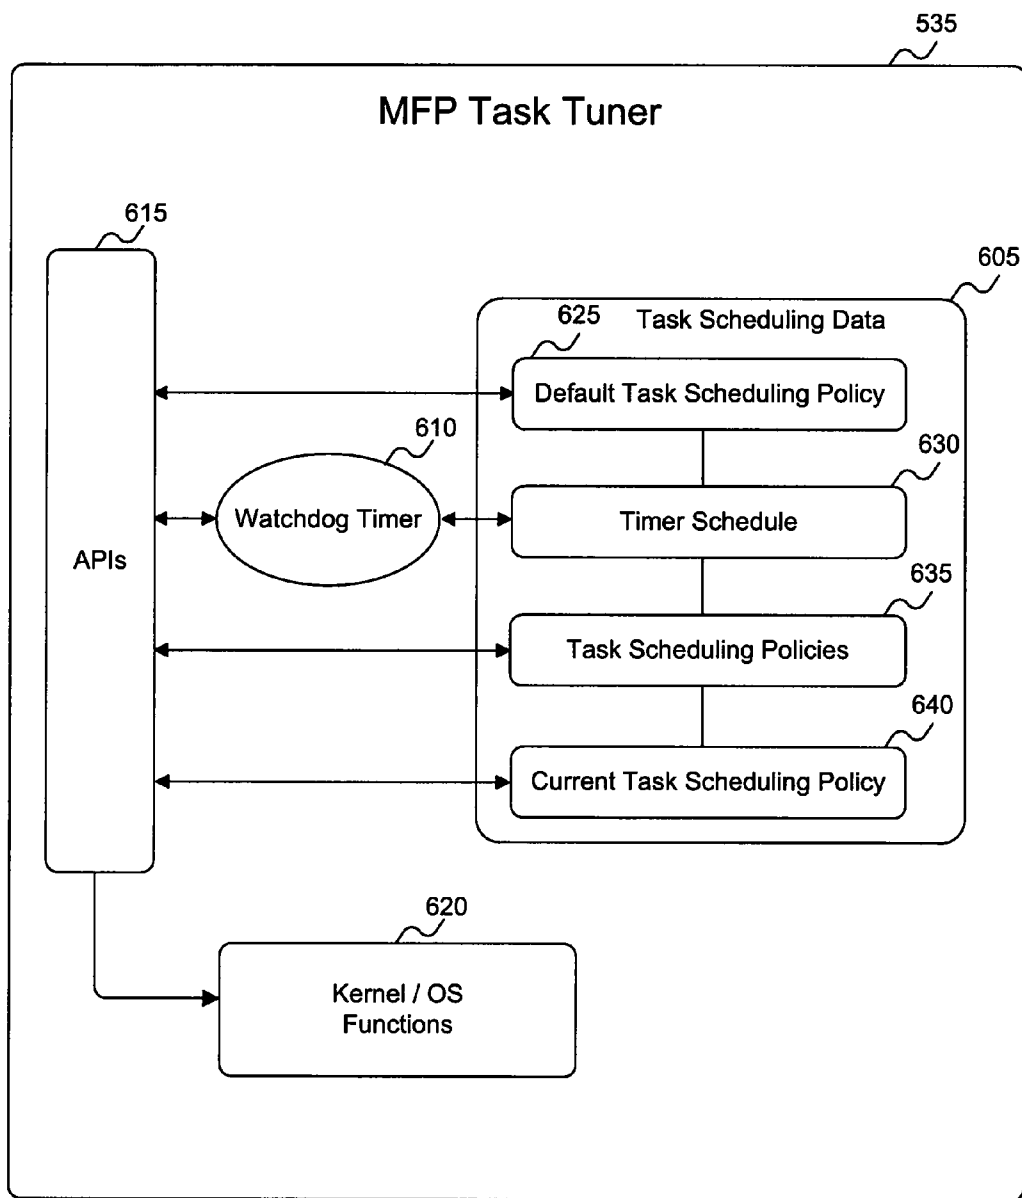 535
MFP Task Tuner
615
605
Task Scheduling Data
625
Default Task Scheduling Policy
610
630
Watchdog Timer
Timer Schedule
APIs
635
Task Scheduling Policies
640
Current Task Scheduling Policy
620
Kernel / OS
Functions